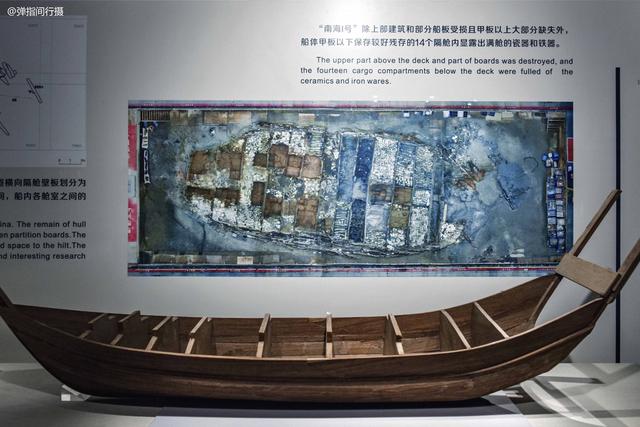 @弹指间行摄
“南海I号”除上部建筑和部分船板受损且甲板以上大部分缺失外，
船体甲板以下保存较好残存的14个隔舱内显露出满舱的瓷器和铁器。
The upper part above the deck and part of boards was destroyed, and
the fourteen cargo compartments below the deck were fulled of the
ceramics and iron wares.
横向隔舱壁板划分为
间，船内各舱室之间的
ina. The remain of hull
en partition boards.The
d space to the hilt.The
nd interesting research